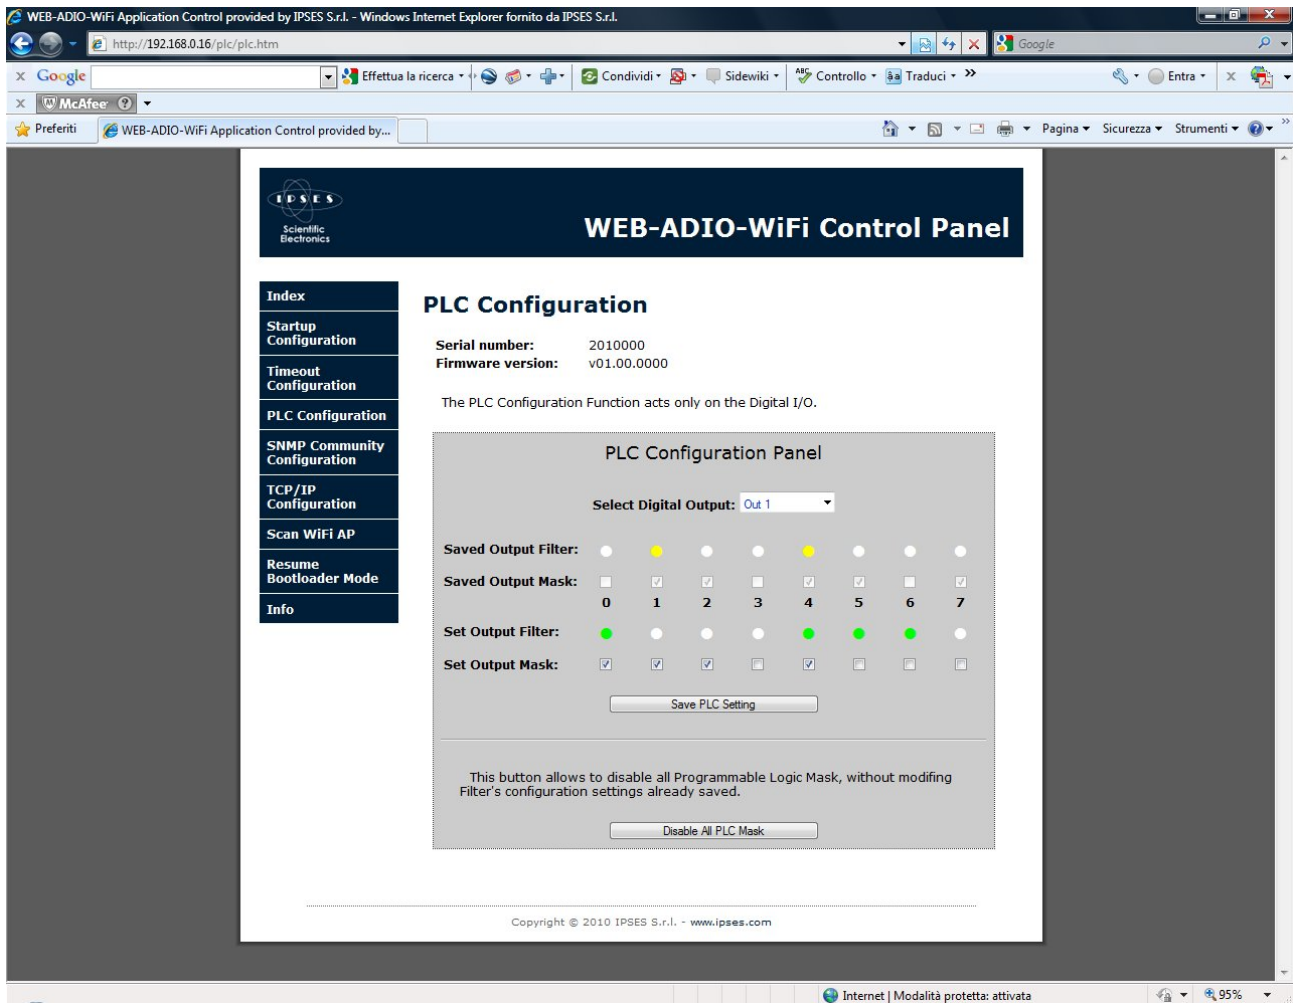 WEB-ADIO-WiFi Application Control provided by IPSES S.r.l. - Windows Internet Explorer fornito da IPSES S.r.l.
http://192.168.0.16/plc/plc.htm
Google
x Google
Effettua la ricerca
Condividi
Sidewiki
Controllo
Traduci
Entra
x
x McAfee
Preferiti
WEB-ADIO-WiFi Application Control provided by...
Pagina
Sicurezza
Strumenti
IPSES
Scientific
Electronics
WEB-ADIO-WiFi Control Panel
Index
Startup
Configuration
Timeout
Configuration
PLC Configuration
SNMP Community
Configuration
TCP/IP
Configuration
Scan WiFi AP
Resume
Bootloader Mode
Info
PLC Configuration
Serial number: 2010000
Firmware version: v01.00.0000
The PLC Configuration Function acts only on the Digital I/O.
PLC Configuration Panel
Select Digital Output: Out 1
Saved Output Filter:
Saved Output Mask:
0 1 2 3 4 5 6 7
Set Output Filter:
Set Output Mask:
Save PLC Setting
This button allows to disable all Programmable Logic Mask, without modifing
Filter's configuration settings already saved.
Disable All PLC Mask
Copyright © 2010 IPSES S.r.l. - www.ipses.com
Internet | Modalità protetta: attivata
95%